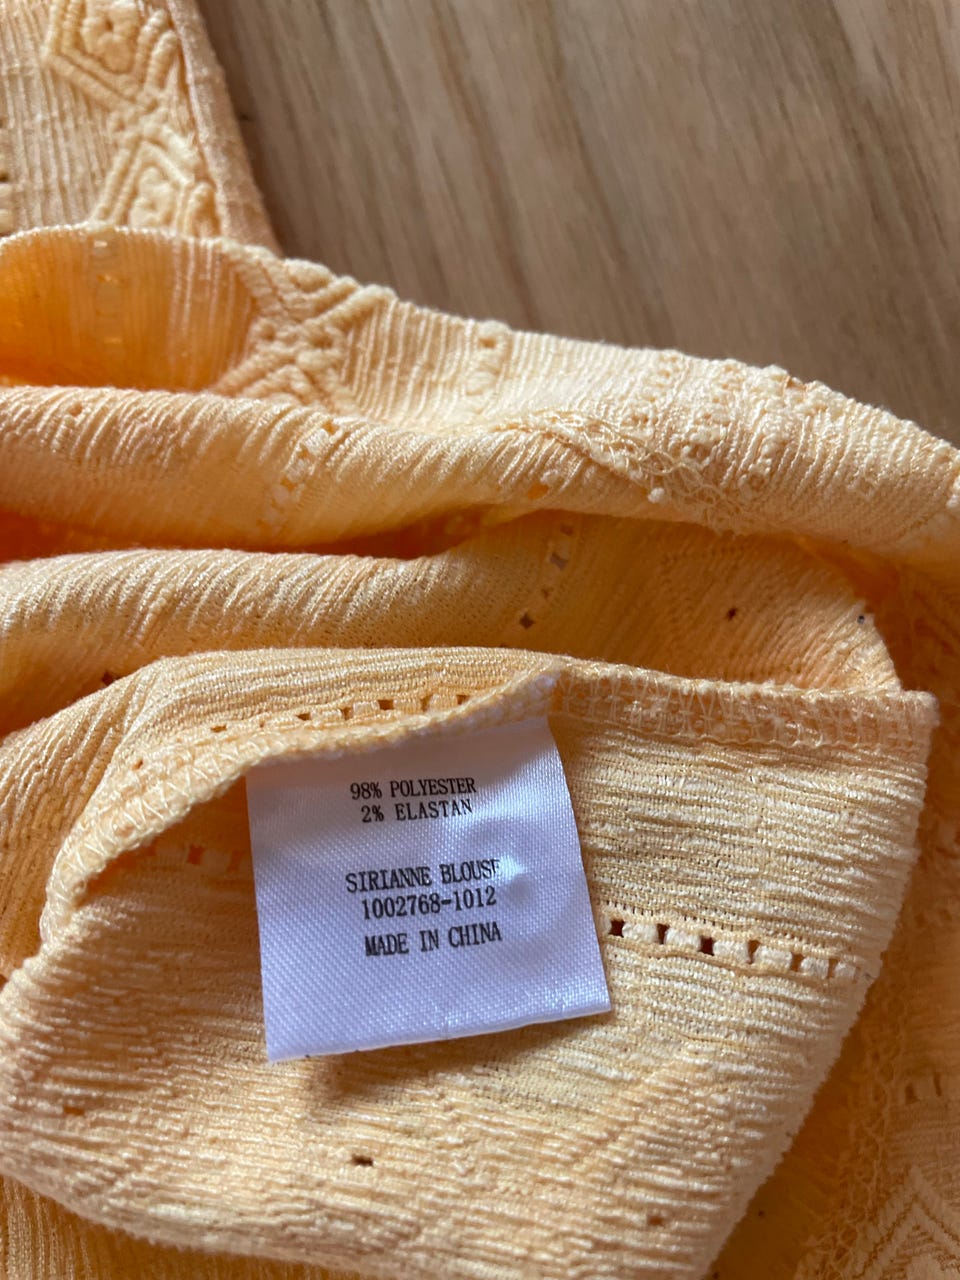 98% POLYESTER
2% ELASTAN
SIRIANNE BLOUSE
1002768-1012
MADE IN CHINA